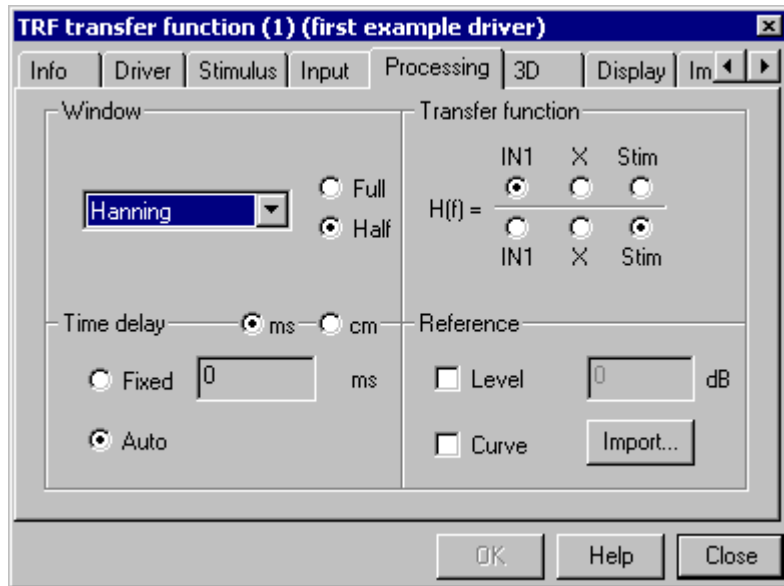 TRF transfer function (1) (first example driver)
Info Driver Stimulus Input Processing 3D Display Im
Window
Hanning
Full
Half
Transfer function
IN1 X Stim
H(f) =
IN1 X Stim
Time delay ms cm
Fixed 0 ms
Auto
Reference
Level 0 dB
Curve Import...
OK Help Close